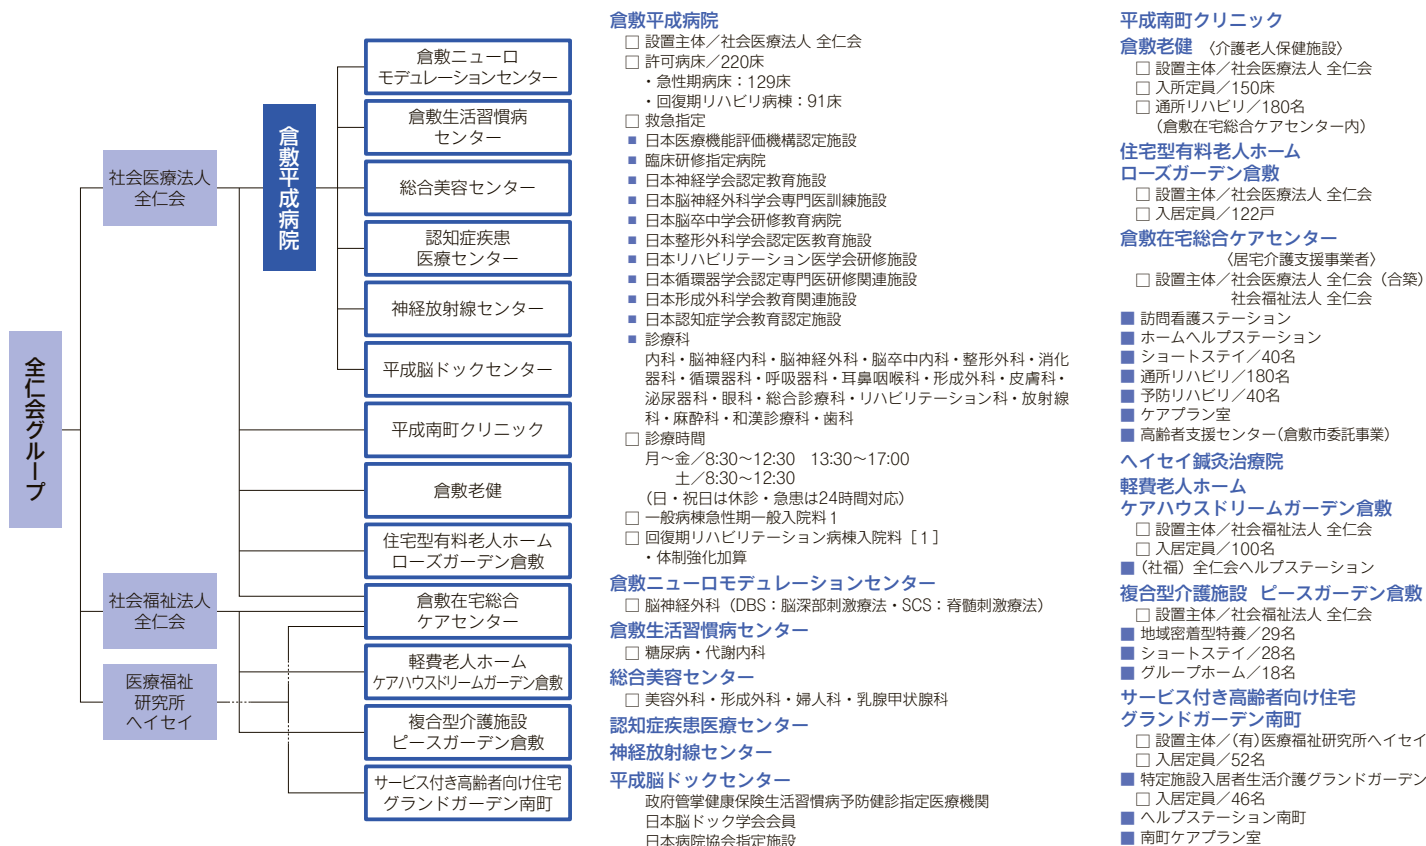 全仁会グループ
社会医療法人
全仁会
社会福祉法人
全仁会
医療福祉
研究所
ヘイセイ
倉敷平成病院
倉敷ニューロ
モデュレーションセンター
倉敷生活習慣病
センター
総合美容センター
認知症疾患
医療センター
神経放射線センター
平成脳ドックセンター
平成南町クリニック
倉敷老健
住宅型有料老人ホーム
ローズガーデン倉敷
倉敷在宅総合
ケアセンター
軽費老人ホーム
ケアハウスドリームガーデン倉敷
複合型介護施設
ピースガーデン倉敷
サービス付き高齢者向け住宅
グランドガーデン南町
倉敷平成病院
□ 設置主体／社会医療法人 全仁会
□ 許可病床／220床
・急性期病床：129床
・回復期リハビリ病棟：91床
□ 救急指定
■ 日本医療機能評価機構認定施設
■ 臨床研修指定病院
■ 日本神経学会認定教育施設
■ 日本脳神経外科学会専門医訓練施設
■ 日本脳卒中学会研修教育病院
■ 日本整形外科学会認定医教育施設
■ 日本リハビリテーション医学会研修施設
■ 日本循環器学会認定専門医研修関連施設
■ 日本形成外科学会教育関連施設
■ 日本認知症学会教育認定施設
■ 診療科
内科・脳神経内科・脳神経外科・脳卒中内科・整形外科・消化
器科・循環器科・呼吸器科・耳鼻咽喉科・形成外科・皮膚科・
泌尿器科・眼科・総合診療科・リハビリテーション科・放射線
科・麻酔科・和漢診療科・歯科
□ 診療時間
月〜金／8:30〜12:30 13:30〜17:00
土／8:30〜12:30
（日・祝日は休診・急患は24時間対応）
□ 一般病棟急性期一般入院料1
□ 回復期リハビリテーション病棟入院料［1］
・体制強化加算
倉敷ニューロモデュレーションセンター
□ 脳神経外科（DBS：脳深部刺激療法・SCS：脊髄刺激療法）
倉敷生活習慣病センター
□ 糖尿病・代謝内科
総合美容センター
□ 美容外科・形成外科・婦人科・乳腺甲状腺科
認知症疾患医療センター
神経放射線センター
平成脳ドックセンター
政府管掌健康保険生活習慣病予防健診指定医療機関
日本脳ドック学会会員
日本病院協会指定施設
平成南町クリニック
倉敷老健 〈介護老人保健施設〉
□ 設置主体／社会医療法人 全仁会
□ 入所定員／150床
□ 通所リハビリ／180名
（倉敷在宅総合ケアセンター内）
住宅型有料老人ホーム
ローズガーデン倉敷
□ 設置主体／社会医療法人 全仁会
□ 入居定員／122戸
倉敷在宅総合ケアセンター
〈居宅介護支援事業者〉
□ 設置主体／社会医療法人 全仁会（合築）
社会福祉法人 全仁会
■ 訪問看護ステーション
■ ホームヘルプステーション
■ ショートステイ／40名
■ 通所リハビリ／180名
■ 予防リハビリ／40名
■ ケアプラン室
■ 高齢者支援センター（倉敷市委託事業）
ヘイセイ鍼灸治療院
軽費老人ホーム
ケアハウスドリームガーデン倉敷
□ 設置主体／社会福祉法人 全仁会
□ 入居定員／100名
■（社福）全仁会ヘルプステーション
複合型介護施設 ピースガーデン倉敷
□ 設置主体／社会福祉法人 全仁会
■ 地域密着型特養／29名
■ ショートステイ／28名
■ グループホーム／18名
サービス付き高齢者向け住宅
グランドガーデン南町
□ 設置主体／（有）医療福祉研究所ヘイセイ
□ 入居定員／52名
■ 特定施設入居者生活介護グランドガーデン
□ 入居定員／46名
■ ヘルプステーション南町
■ 南町ケアプラン室